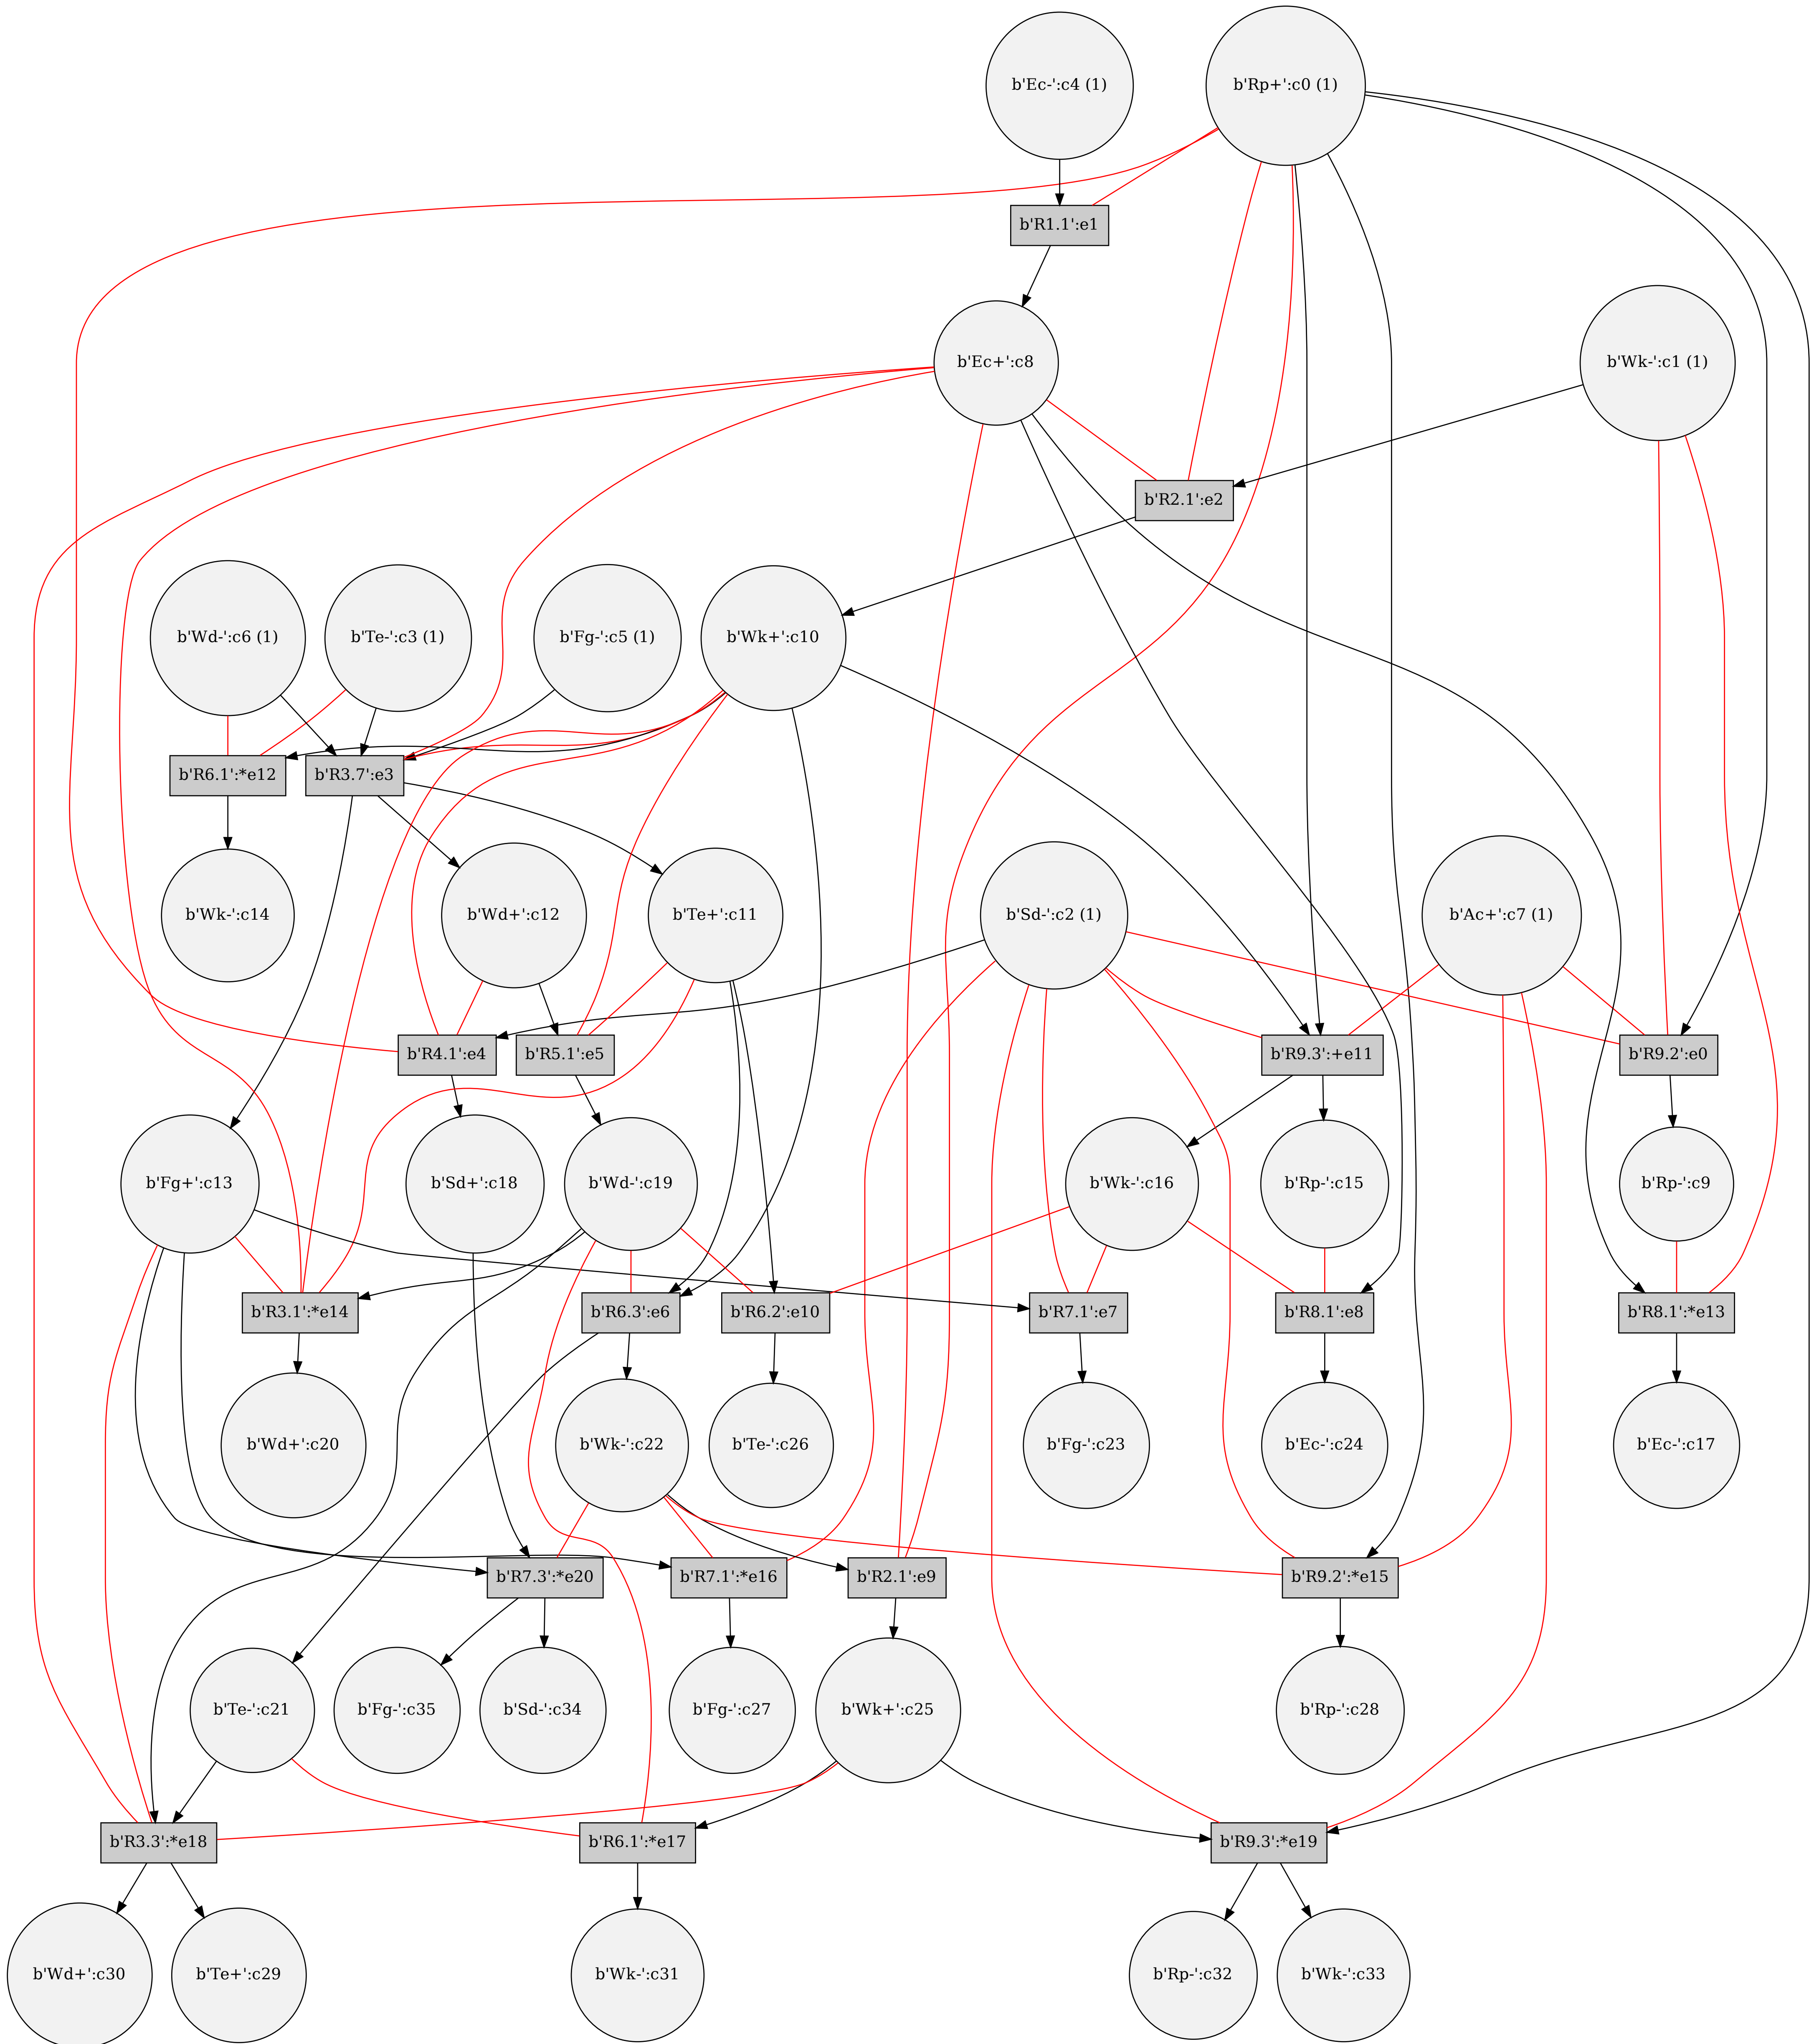 b'Ec-':c4 (1)
b'Rp+':c0 (1)
b'R1.1':e1
b'Ec+':c8
b'Wk-':c1 (1)
b'R2.1':e2
b'Wd-':c6 (1)
b'Te-':c3 (1)
b'Fg-':c5 (1)
b'Wk+':c10
b'R6.1':*e12
b'R3.7':e3
b'Wk-':c14
b'Wd+':c12
b'Te+':c11
b'Sd-':c2 (1)
b'Ac+':c7 (1)
b'R4.1':e4
b'R5.1':e5
b'R9.3':+e11
b'R9.2':e0
b'Fg+':c13
b'Sd+':c18
b'Wd-':c19
b'Wk-':c16
b'Rp-':c15
b'Rp-':c9
b'R3.1':*e14
b'R6.3':e6
b'R6.2':e10
b'R7.1':e7
b'R8.1':e8
b'R8.1':*e13
b'Wd+':c20
b'Wk-':c22
b'Te-':c26
b'Fg-':c23
b'Ec-':c24
b'Ec-':c17
b'R7.3':*e20
b'R7.1':*e16
b'R2.1':e9
b'R9.2':*e15
b'Te-':c21
b'Fg-':c35
b'Sd-':c34
b'Fg-':c27
b'Wk+':c25
b'Rp-':c28
b'R3.3':*e18
b'R6.1':*e17
b'R9.3':*e19
b'Wd+':c30
b'Te+':c29
b'Wk-':c31
b'Rp-':c32
b'Wk-':c33